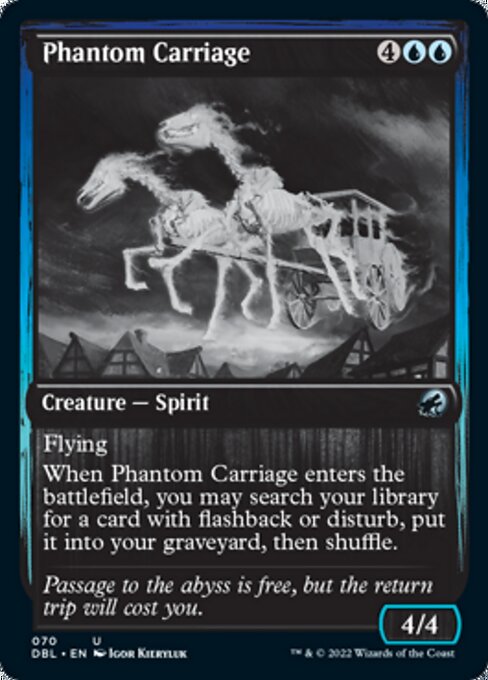 Phantom Carriage 4
Creature — Spirit
Flying
When Phantom Carriage enters the
battlefield, you may search your library
for a card with flashback or disturb, put
it into your graveyard, then shuffle.
Passage to the abyss is free, but the return
trip will cost you.
4/4
070 U
DBL • EN Igor Kieryluk ™ & © 2022 Wizards of the Coast